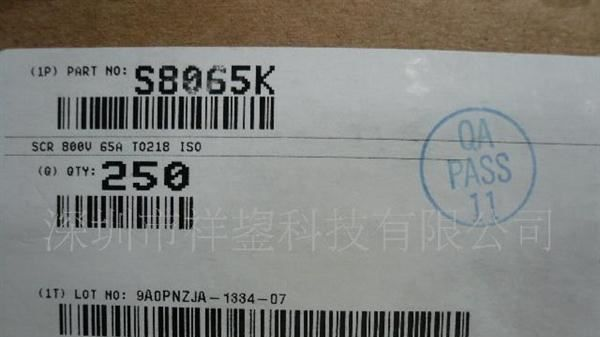 (1P) PART NO: S8065K
SCR 800V 65A TO218 ISO
(Q) QTY: 250
QA
PASS
11
深圳市祥鋆科技有限公司
(1T) LOT NO: 9A0PNZJA-1334-07